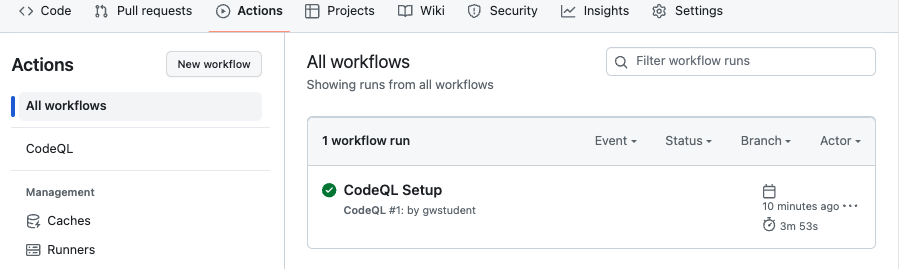 Code Pull requests Actions Projects Wiki Security Insights Settings
Actions
New workflow
All workflows
CodeQL
Management
Caches
Runners
All workflows
Showing runs from all workflows
Filter workflow runs
1 workflow run Event Status Branch Actor
CodeQL Setup
CodeQL #1: by gwstudent
10 minutes ago
3m 53s